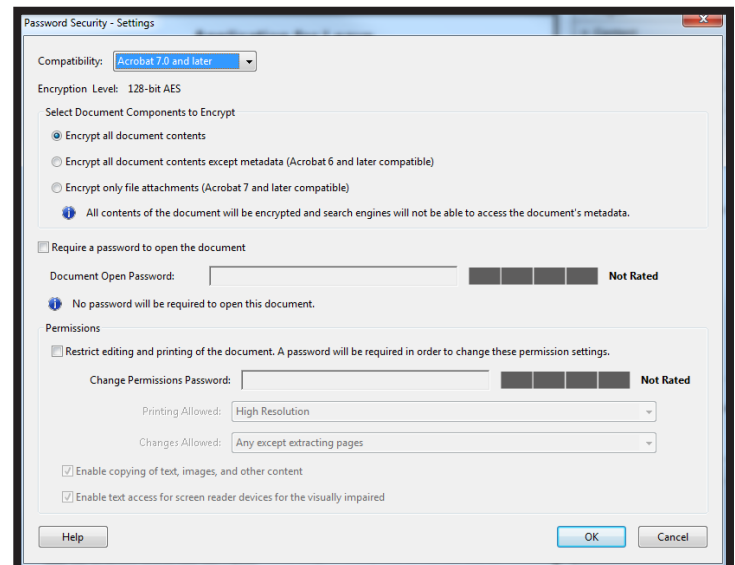 Password Security - Settings
Compatibility: Acrobat 7.0 and later
Encryption Level: 128-bit AES
Select Document Components to Encrypt
Encrypt all document contents
Encrypt all document contents except metadata (Acrobat 6 and later compatible)
Encrypt only file attachments (Acrobat 7 and later compatible)
All contents of the document will be encrypted and search engines will not be able to access the document's metadata.
Require a password to open the document
Document Open Password: Not Rated
No password will be required to open this document.
Permissions
Restrict editing and printing of the document. A password will be required in order to change these permission settings.
Change Permissions Password: Not Rated
Printing Allowed: High Resolution
Changes Allowed: Any except extracting pages
Enable copying of text, images, and other content
Enable text access for screen reader devices for the visually impaired
Help OK Cancel